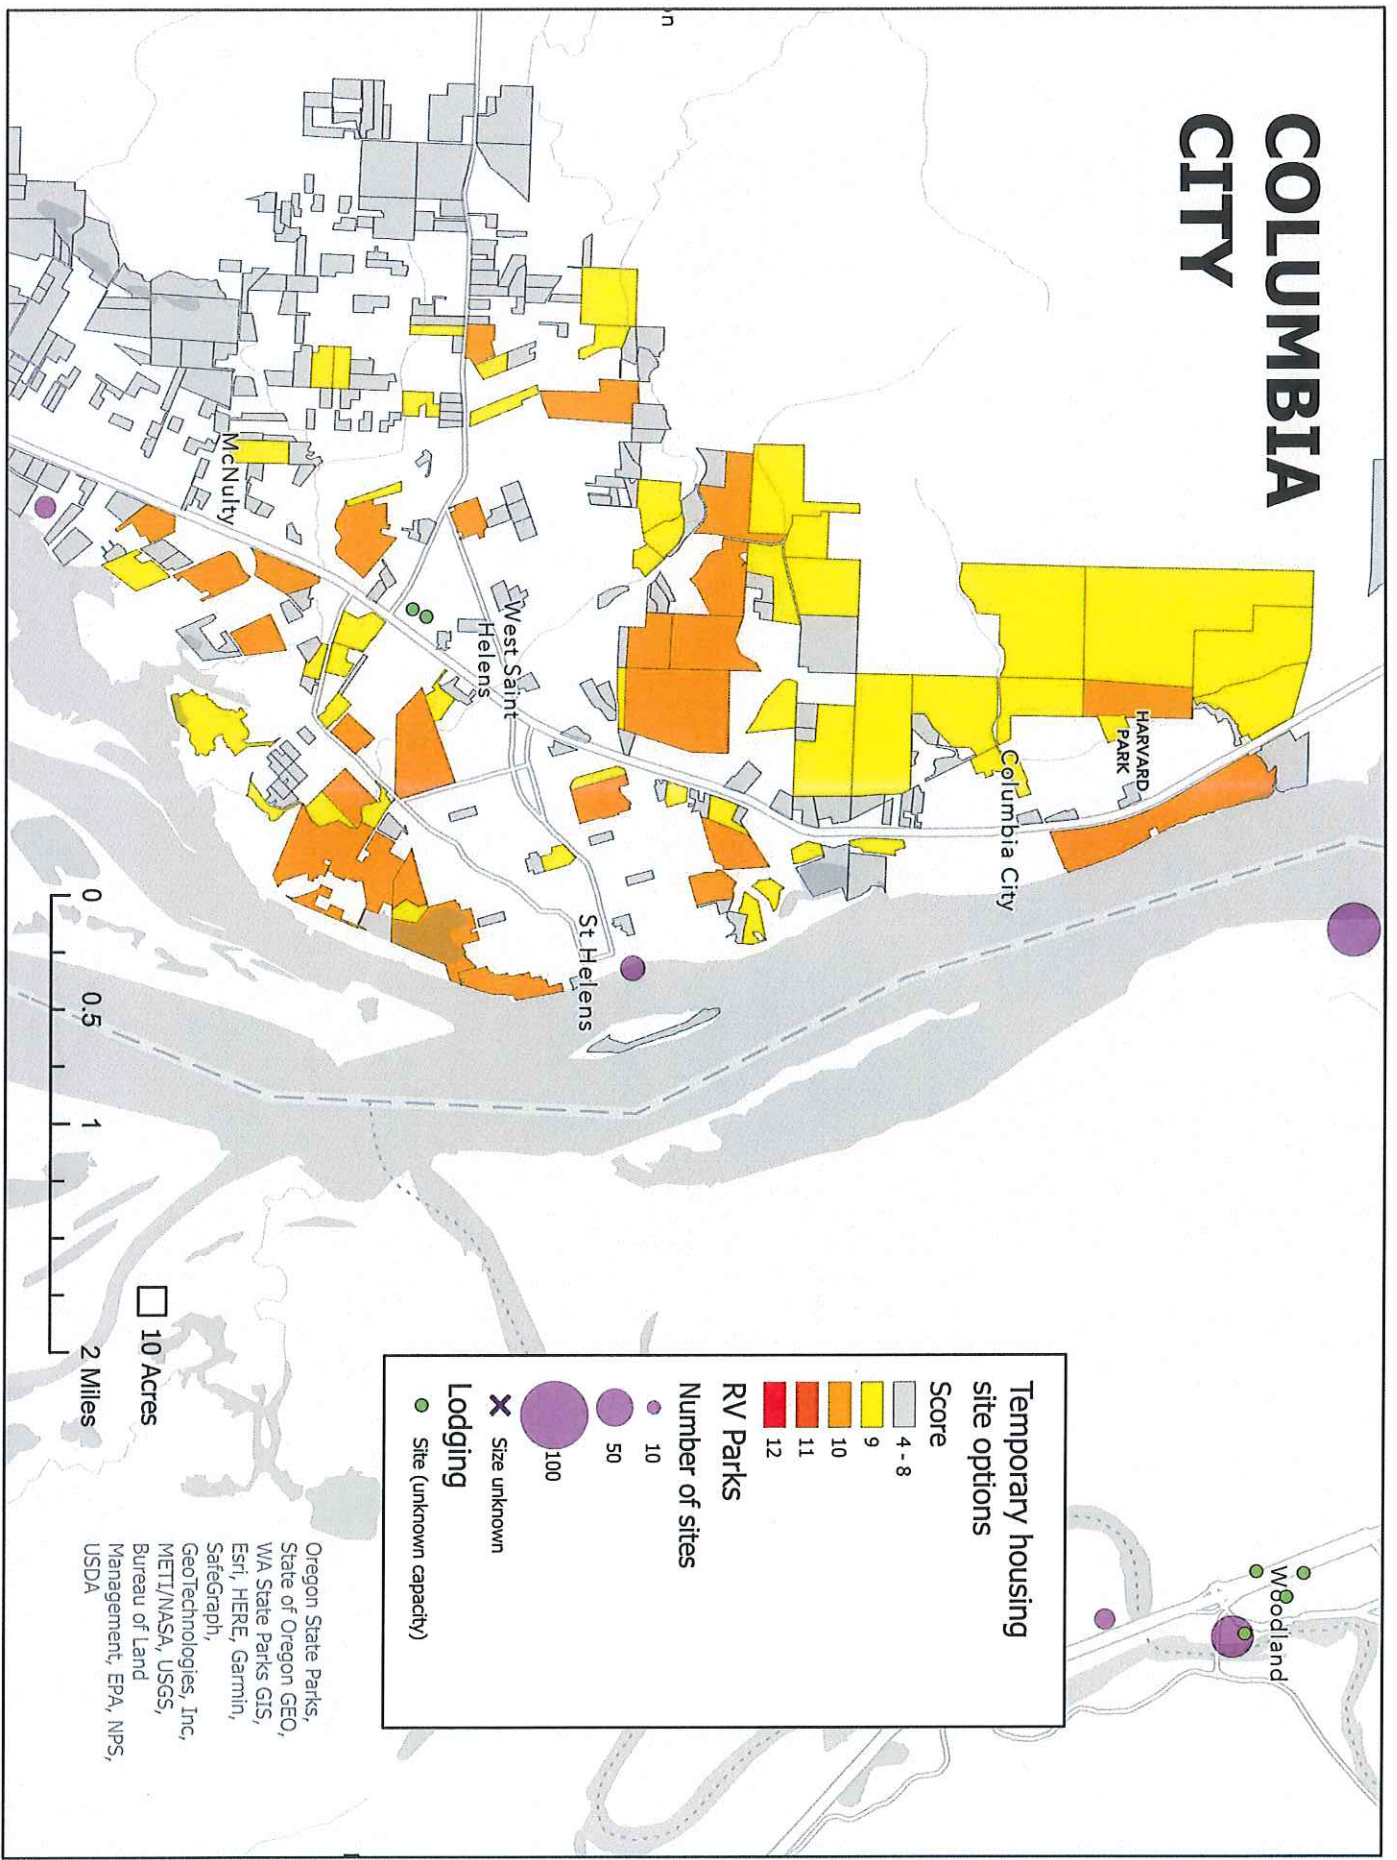 COLUMBIA
CITY
HARVARD
PARK
Columbia City
West Saint
Helens
St Helens
McNulty
Woodland
n
Temporary housing
site options
Score
4 - 8
9
10
11
12
RV Parks
Number of sites
10
50
100
Size unknown
Lodging
Site (unknown capacity)
0 0.5 1 2 Miles
10 Acres
Oregon State Parks,
State of Oregon GEO,
WA State Parks GIS,
Esri, HERE, Garmin,
SafeGraph,
GeoTechnologies, Inc,
METI/NASA, USGS,
Bureau of Land
Management, EPA, NPS,
USDA